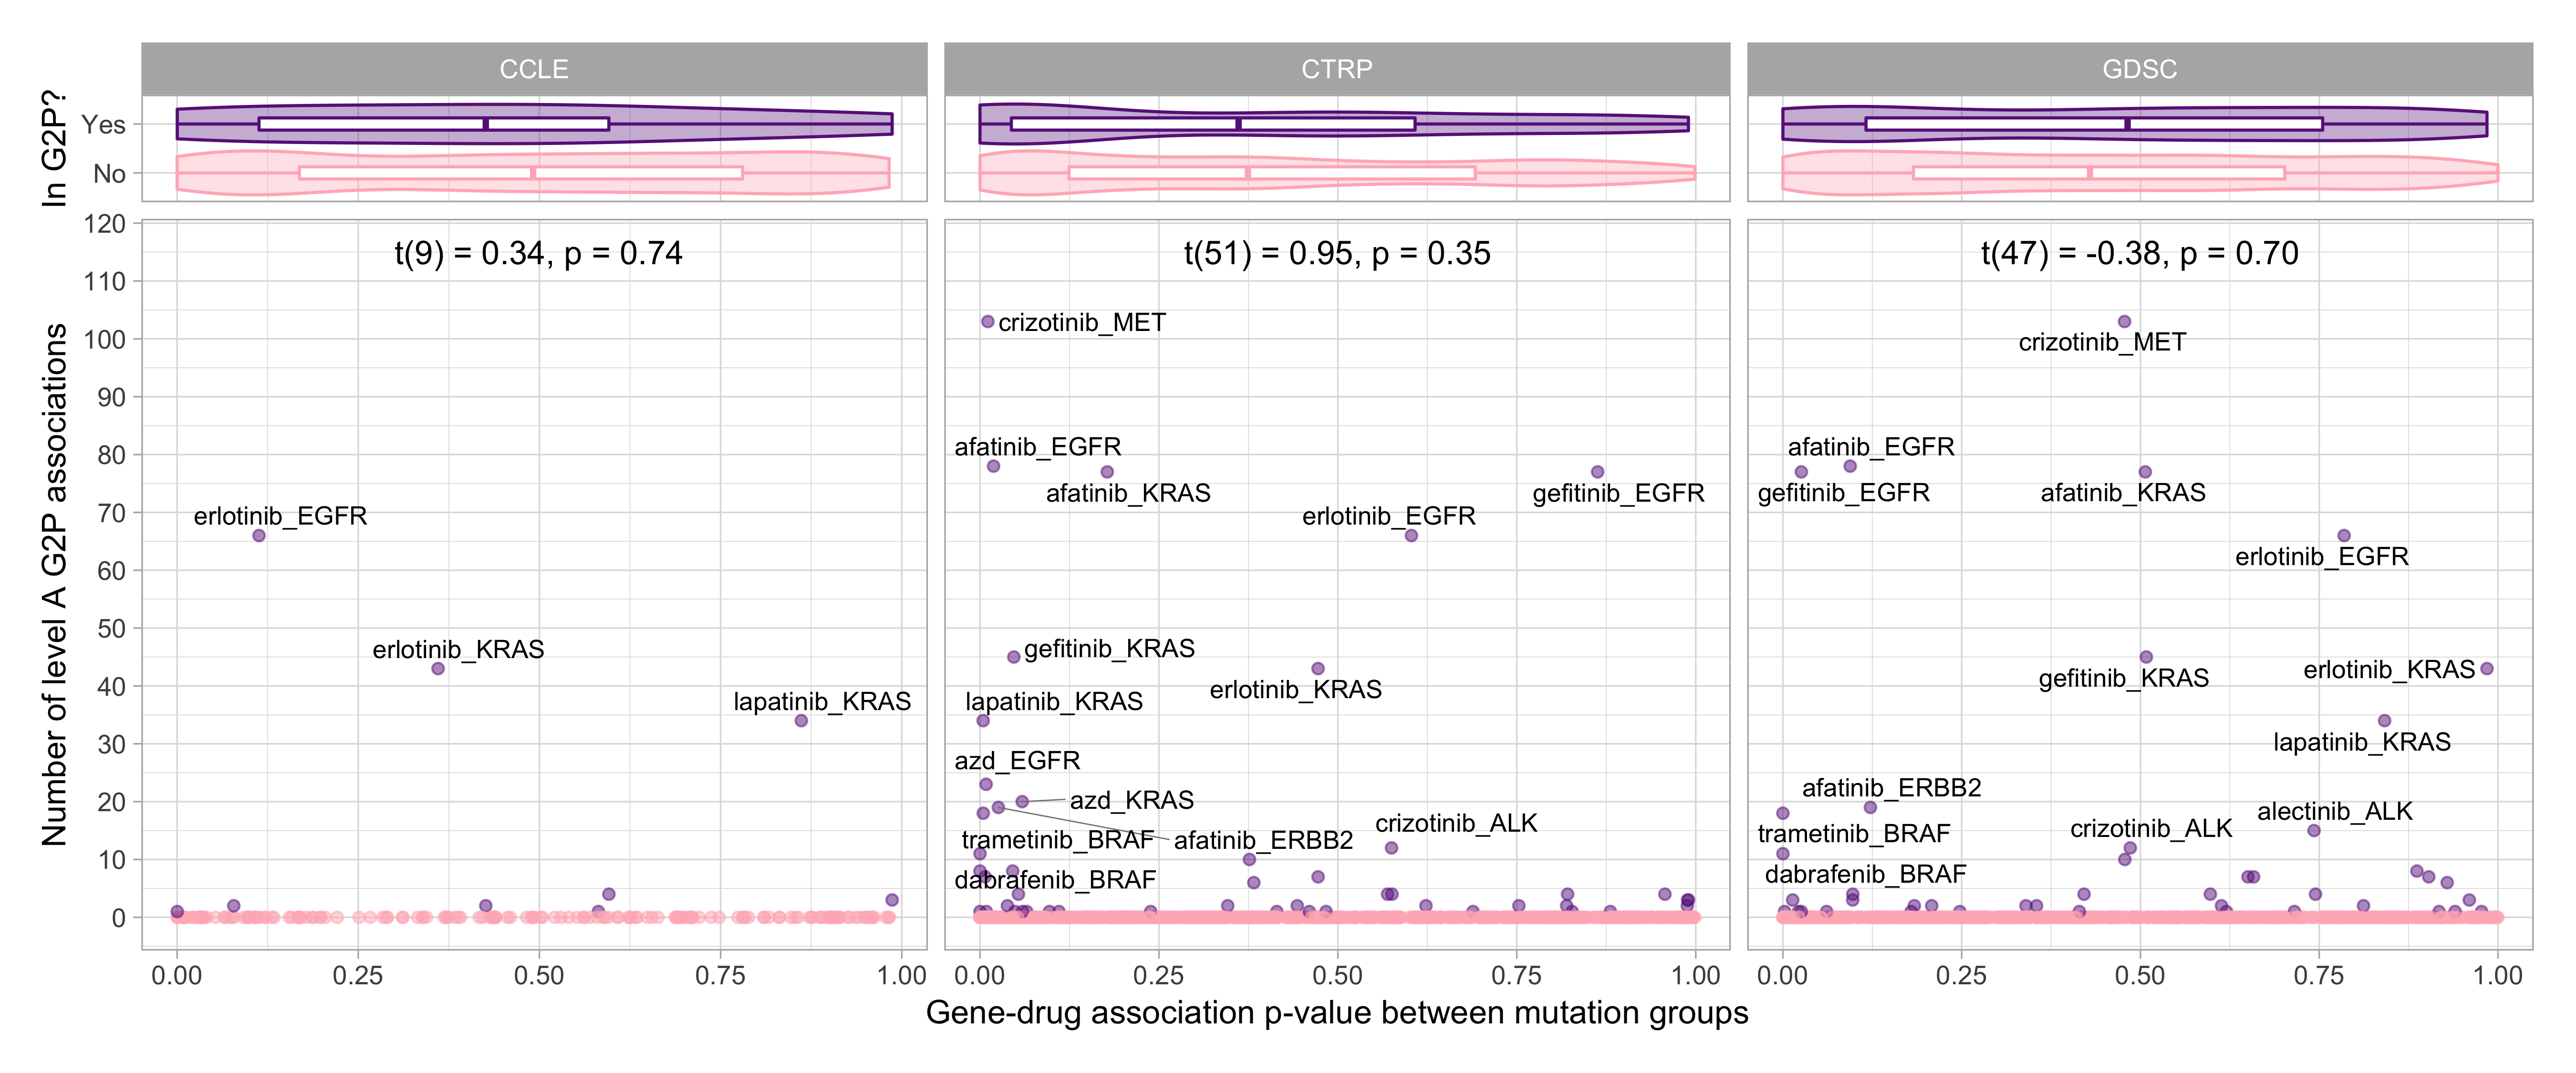 CCLE
CTRP
GDSC
In G2P?
Yes
No
Number of level A G2P associations
120
110
100
90
80
70
60
50
40
30
20
10
0
t(9) = 0.34, p = 0.74
erlotinib_EGFR
erlotinib_KRAS
lapatinib_KRAS
0.00 0.25 0.50 0.75 1.00
t(51) = 0.95, p = 0.35
crizotinib_MET
afatinib_EGFR
afatinib_KRAS
gefitinib_EGFR
erlotinib_EGFR
gefitinib_KRAS
erlotinib_KRAS
lapatinib_KRAS
azd_EGFR
azd_KRAS
crizotinib_ALK
trametinib_BRAF
afatinib_ERBB2
dabrafenib_BRAF
0.00 0.25 0.50 0.75 1.00
t(47) = -0.38, p = 0.70
crizotinib_MET
afatinib_EGFR
gefitinib_EGFR
afatinib_KRAS
erlotinib_EGFR
gefitinib_KRAS
erlotinib_KRAS
lapatinib_KRAS
afatinib_ERBB2
alectinib_ALK
trametinib_BRAF
crizotinib_ALK
dabrafenib_BRAF
0.00 0.25 0.50 0.75 1.00
Gene-drug association p-value between mutation groups